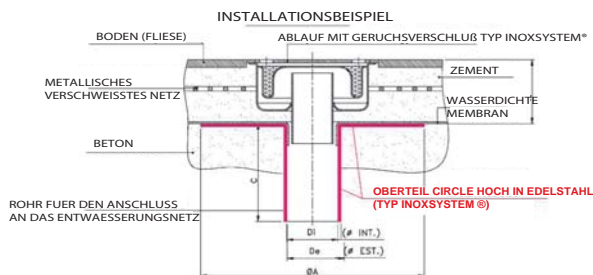 INSTALLATIONSBEISPIEL
ABLAUF MIT GERUCHSVERSCHLUß TYP INOXSYSTEM®
BODEN (FLIESE)
ZEMENT
METALLISCHES
VERSCHWEISSTES NETZ
WASSERDICHTE
MEMBRAN
BETON
C
OBERTEIL CIRCLE HOCH IN EDELSTAHL
(TYP INOXSYSTEM ®)
ROHR FUER DEN ANSCHLUSS
AN DAS ENTWAESSERUNGSNETZ
DI (ø INT.)
De (ø EST.)
ØA